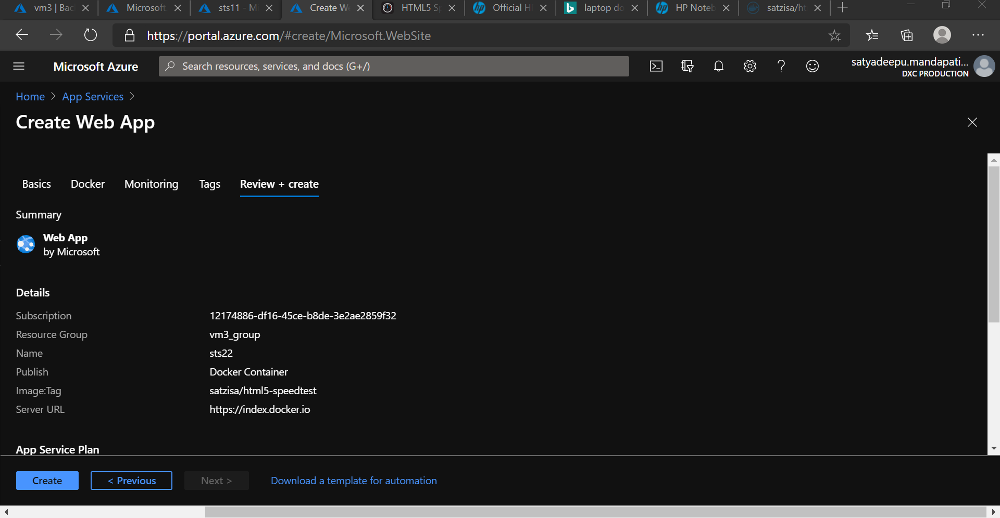 vm3 | Bac
Microsoft
sts11 - M
Create We
HTML5 Sp
Official H
laptop do
HP Noteb
satzisa/ht
https://portal.azure.com/#create/Microsoft.WebSite
Microsoft Azure
Search resources, services, and docs (G+/)
satyadeepu.mandapati...
DXC PRODUCTION
Home > App Services >
Create Web App
Basics Docker Monitoring Tags Review + create
Summary
Web App
by Microsoft
Details
Subscription 12174886-df16-45ce-b8de-3e2ae2859f32
Resource Group vm3_group
Name sts22
Publish Docker Container
Image:Tag satzisa/html5-speedtest
Server URL https://index.docker.io
App Service Plan
Create < Previous Next > Download a template for automation